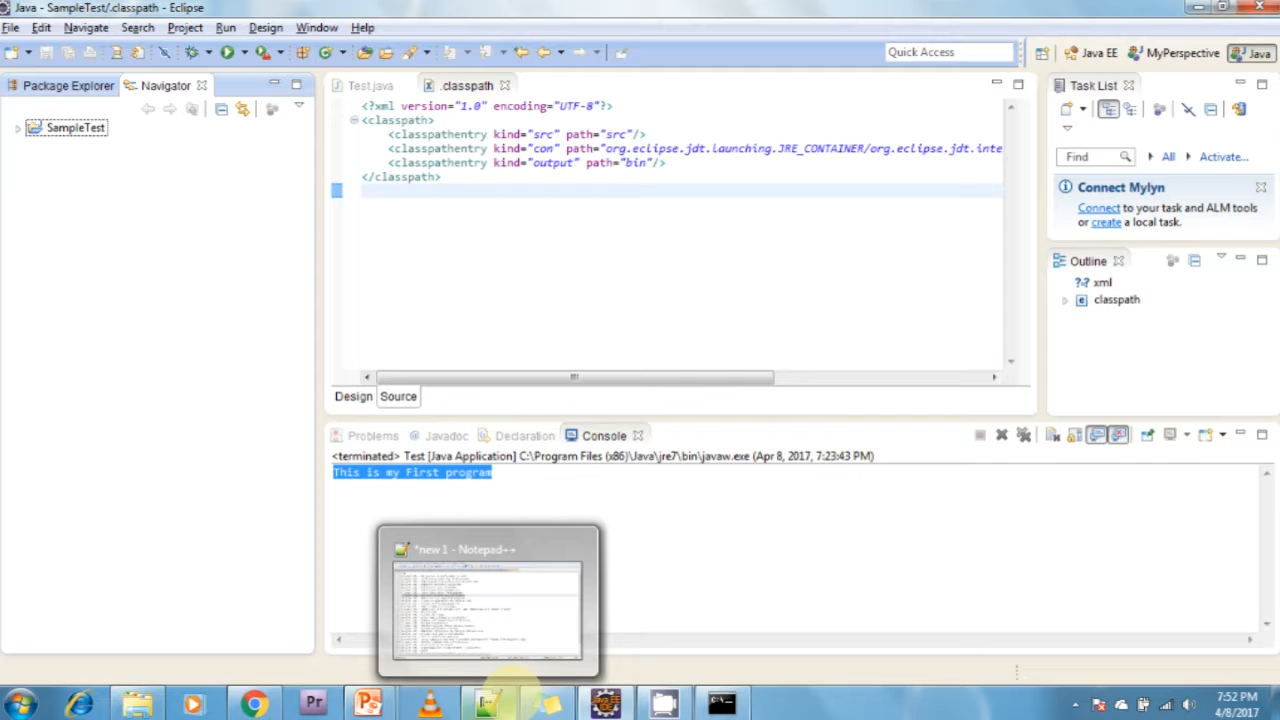 Java - SampleTest/.classpath - Eclipse
File Edit Navigate Search Project Run Design Window Help
Quick Access
Java EE MyPerspective Java
Package Explorer Navigator
SampleTest
Test.java .classpath
<?xml version="1.0" encoding="UTF-8"?>
<classpath>
<classpathentry kind="src" path="src"/>
<classpathentry kind="con" path="org.eclipse.jdt.launching.JRE_CONTAINER/org.eclipse.jdt.inte
<classpathentry kind="output" path="bin"/>
</classpath>
Design Source
Task List
Find All Activate...
Connect Mylyn
Connect to your task and ALM tools
or create a local task.
Outline
?-? xml
e classpath
Problems @ Javadoc Declaration Console
<terminated> Test [Java Application] C:\Program Files (x86)\Java\jre7\bin\javaw.exe (Apr 8, 2017, 7:23:43 PM)
This is my First program
*new 1 - Notepad++
Pr
7:52 PM
4/8/2017